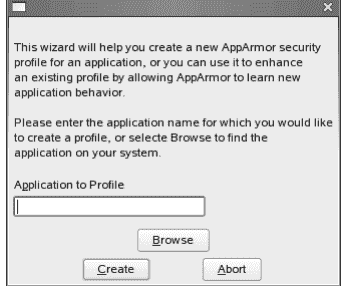 This wizard will help you create a new AppArmor security
profile for an application, or you can use it to enhance
an existing profile by allowing AppArmor to learn new
application behavior.
Please enter the application name for which you would like
to create a profile, or selecte Browse to find the
application on your system.
Application to Profile
Browse
Create
Abort